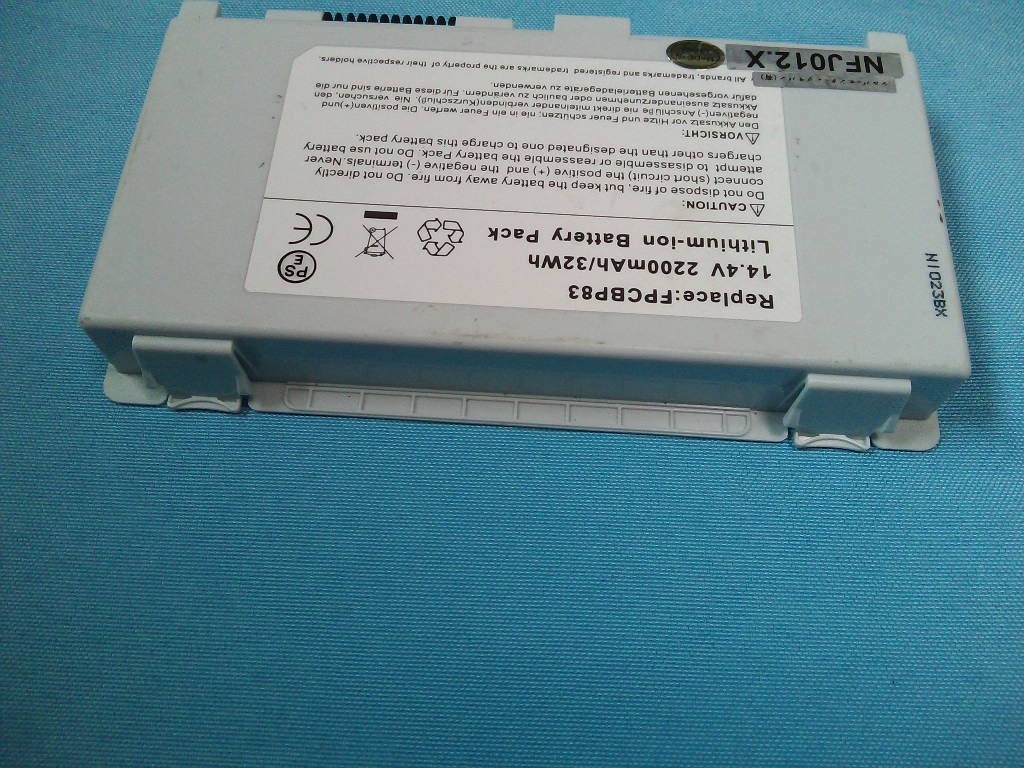 Replace:FPCBP83
14.4V 2200mAh/32Wh
Lithium-ion Battery Pack
PS
E
CE
CAUTION:
Do not dispose of fire, but keep the battery away from fire. Do not directly
connect (short circuit) the positive (+) and the negative (-) terminals.Never
attempt to disassemble or reassemble the battery Pack. Do not use battery
chargers other than the designated one to charge this battery pack.
VORSICHT:
Den Akkusatz vor Hitze und Feuer schützen; nie in ein Feuer werfen. Die positiven(+)und
negativen(-) Anschlüße nie direkt miteinander verbinden(Kurzschluß). Nie versuchen, den
Akkusatz auseinanderzunehmen oder baulich zu verändern. Für diese Batterie sind nur die
dafür vorgesehenen Batterieladegeräte zu verwenden.
All brands, trademarks and registered trademarks are the property of their respective holders.
NFJ012.X
N1023BX